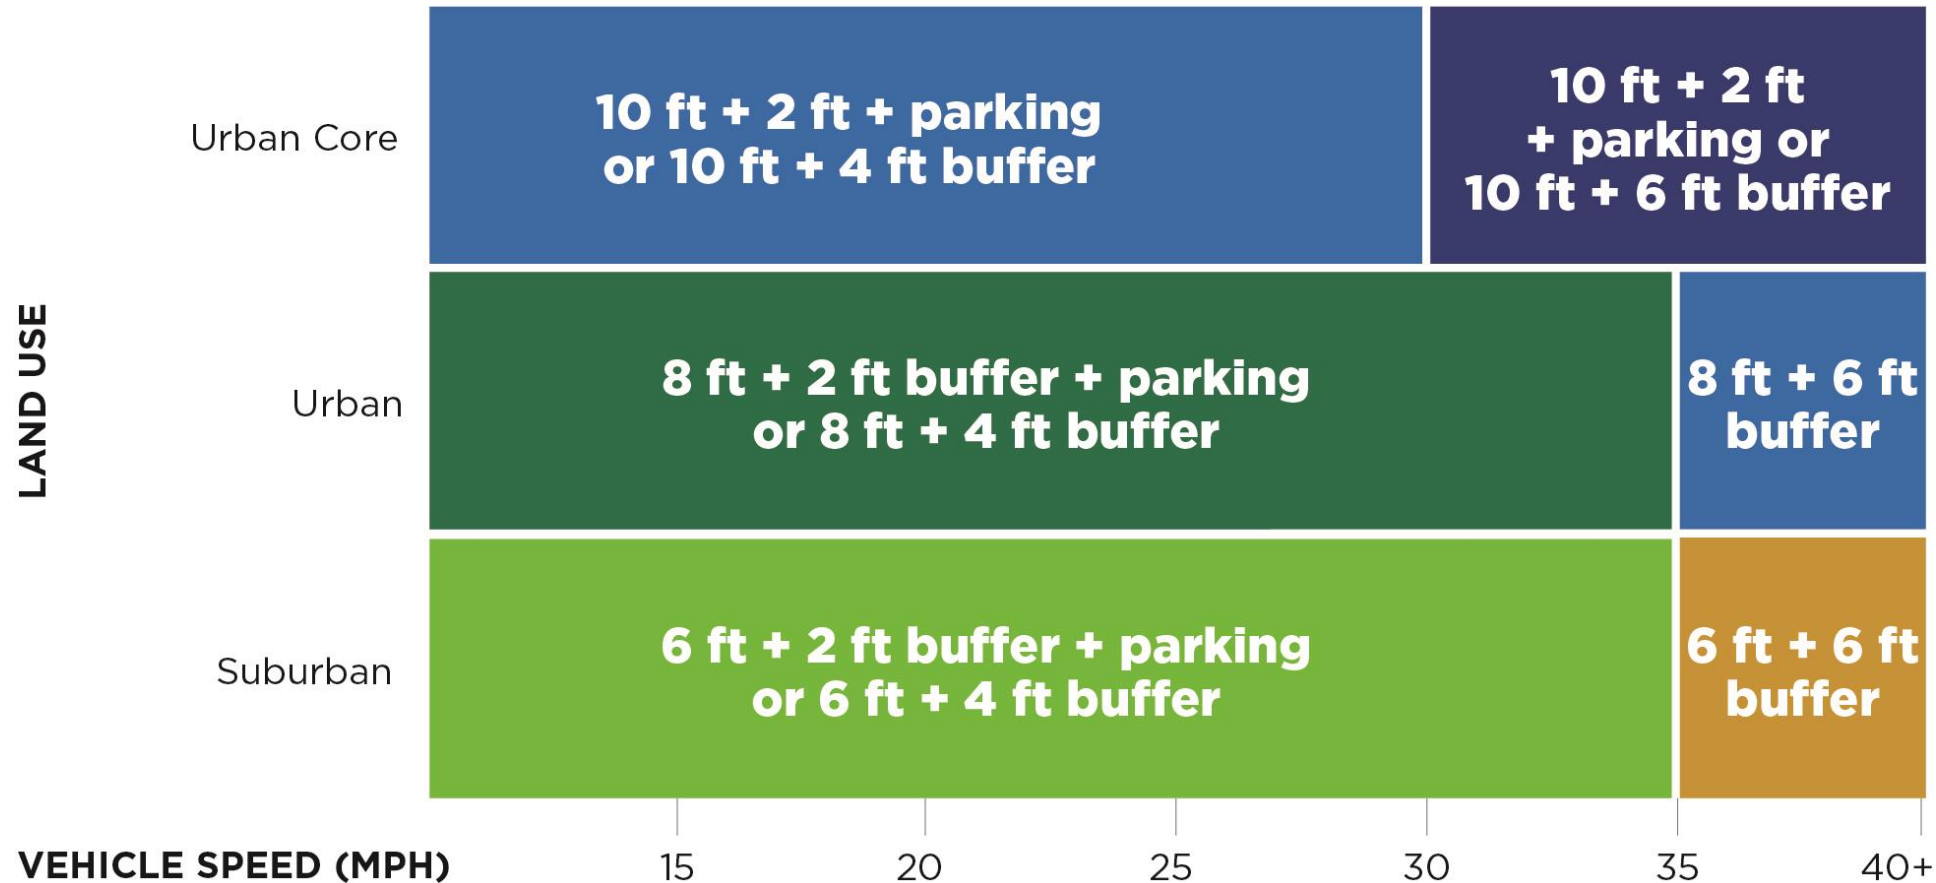 Urban Core
10 ft + 2 ft + parking
or 10 ft + 4 ft buffer
10 ft + 2 ft
+ parking or
10 ft + 6 ft buffer
LAND USE
Urban
8 ft + 2 ft buffer + parking
or 8 ft + 4 ft buffer
8 ft + 6 ft
buffer
Suburban
6 ft + 2 ft buffer + parking
or 6 ft + 4 ft buffer
6 ft + 6 ft
buffer
VEHICLE SPEED (MPH) 15 20 25 30 35 40+